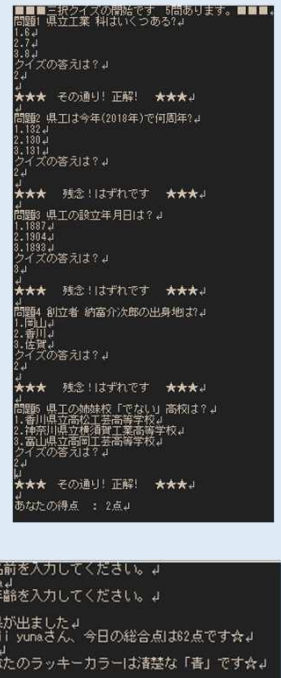 ■■■三択クイズの開始です 5問あります。■■■↲
問題1 県立工業 科はいくつある?↲
1.6↲
2.7↲
3.8↲
クイズの答えは?↲
2↲
↲
★★★ その通り! 正解! ★★★↲
↲
問題2 県工は今年(2018年)で何周年?↲
1.132↲
2.130↲
3.131↲
クイズの答えは?↲
2↲
↲
★★★ 残念!はずれです ★★★↲
↲
問題3 県工の設立年月日は?↲
1.1887↲
2.1904↲
3.1893↲
クイズの答えは?↲
3↲
↲
★★★ 残念!はずれです ★★★↲
↲
問題4 創立者 納富介次郎の出身地は?↲
1.岡山↲
2.香川↲
3.佐賀↲
クイズの答えは?↲
2↲
↲
★★★ 残念!はずれです ★★★↲
↲
問題5 県工の姉妹校「でない」高校は?↲
1.香川県立高松工芸高等学校↲
2.神奈川県立横須賀工業高等学校↲
3.富山県立高岡工芸高等学校↲
クイズの答えは?↲
2↲
↲
★★★ その通り! 正解! ★★★↲
↲
あなたの得点 : 2点↲
名前を入力してください。↲
a↲
年齢を入力してください。↲
↲
が出ました↲
ii yunaさん、今日の総合点は62点です☆↲
↲
たのラッキーカラーは清楚な「青」です☆↲